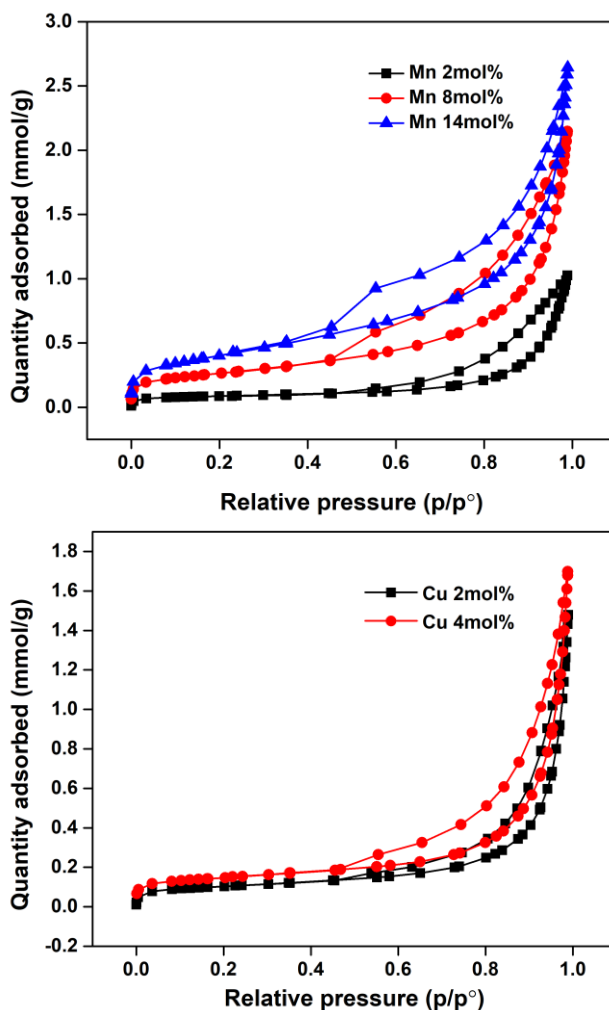 3.0
2.5
2.0
1.5
1.0
0.5
0.0
Quantity adsorbed (mmol/g)
Mn 2mol%
Mn 8mol%
Mn 14mol%
0.0 0.2 0.4 0.6 0.8 1.0
Relative pressure (p/p°)
1.8
1.6
1.4
1.2
1.0
0.8
0.6
0.4
0.2
0.0
-0.2
Quantity adsorbed (mmol/g)
Cu 2mol%
Cu 4mol%
0.0 0.2 0.4 0.6 0.8 1.0
Relative pressure (p/p°)